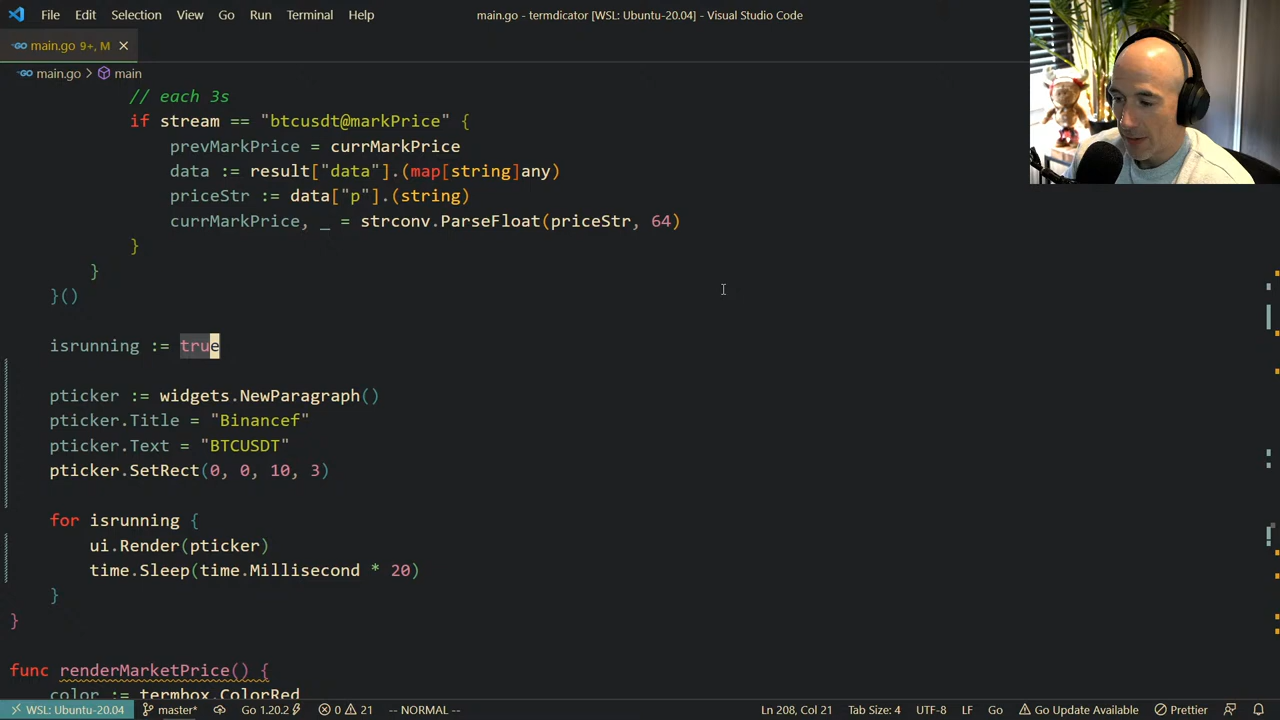 File Edit Selection View Go Run Terminal Help main.go - termdicator [WSL: Ubuntu-20.04] - Visual Studio Code
main.go 9+, M
main.go > main
// each 3s
if stream == "btcusdt@markPrice" {
prevMarkPrice = currMarkPrice
data := result["data"].(map[string]any)
priceStr := data["p"].(string)
currMarkPrice, _ = strconv.ParseFloat(priceStr, 64)
}
}
}()
isrunning := true
pticker := widgets.NewParagraph()
pticker.Title = "Binancef"
pticker.Text = "BTCUSDT"
pticker.SetRect(0, 0, 10, 3)
for isrunning {
ui.Render(pticker)
time.Sleep(time.Millisecond * 20)
}
}
func renderMarketPrice() {
color := termbox.ColorRed
WSL: Ubuntu-20.04 master* Go 1.20.2 0 21 -- NORMAL -- Ln 208, Col 21 Tab Size: 4 UTF-8 LF Go Go Update Available Prettier